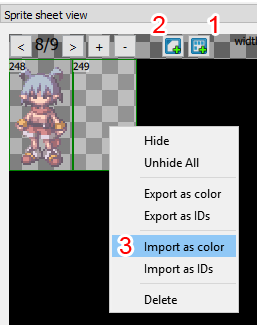 Sprite sheet view
2 1
< 8/9 > + - width
248 249
Hide
Unhide All
Export as color
Export as IDs
3 Import as color
Import as IDs
Delete